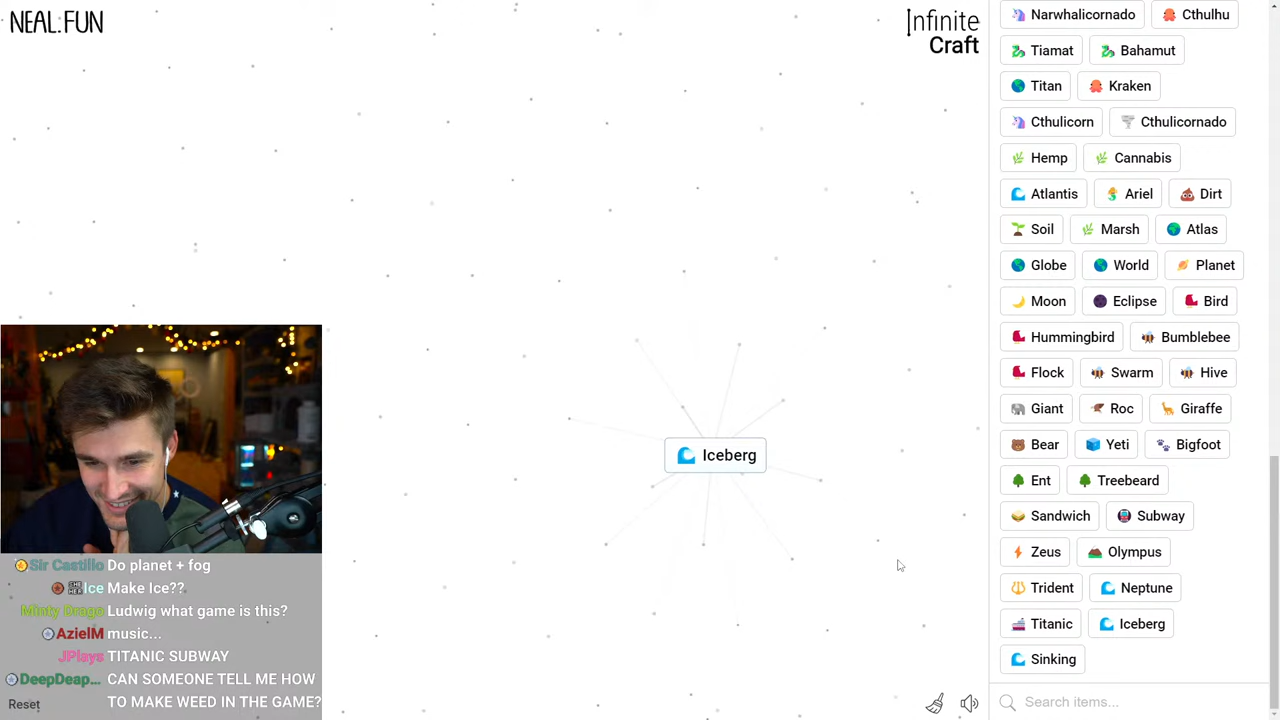 NEAL.FUN
Infinite
Craft
Iceberg
Narwhalicornado Cthulhu
Tiamat Bahamut
Titan Kraken
Cthulicorn Cthulicornado
Hemp Cannabis
Atlantis Ariel Dirt
Soil Marsh Atlas
Globe World Planet
Moon Eclipse Bird
Hummingbird Bumblebee
Flock Swarm Hive
Giant Roc Giraffe
Bear Yeti Bigfoot
Ent Treebeard
Sandwich Subway
Zeus Olympus
Trident Neptune
Titanic Iceberg
Sinking
Search items...
Sir Castillo Do planet + fog
Ice Make Ice??
Minty Drago Ludwig what game is this?
AzielM music...
JPlays TITANIC SUBWAY
DeepDeap... CAN SOMEONE TELL ME HOW
TO MAKE WEED IN THE GAME?
Reset